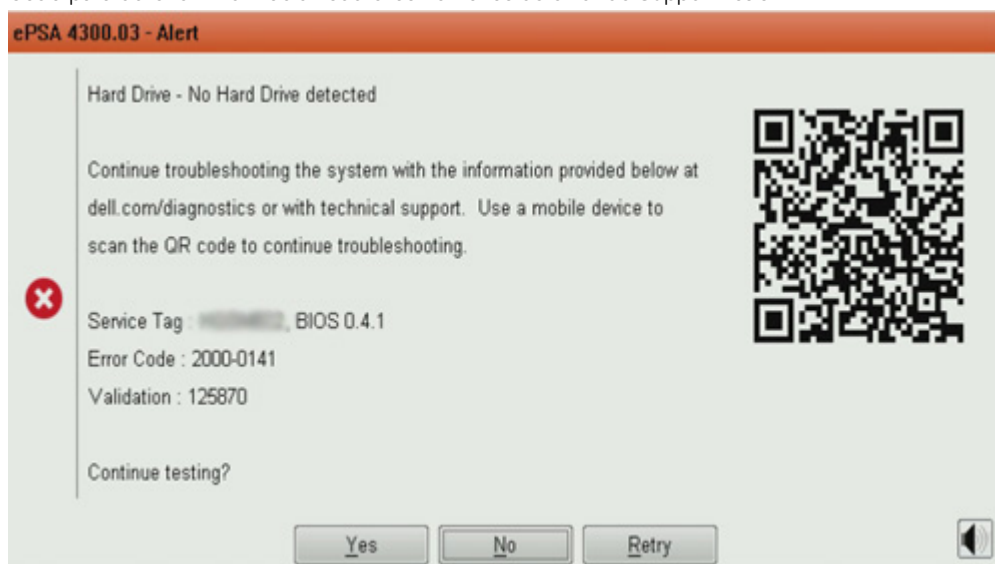 ePSA 4300.03 - Alert
Hard Drive - No Hard Drive detected
Continue troubleshooting the system with the information provided below at
dell.com/diagnostics or with technical support. Use a mobile device to
scan the QR code to continue troubleshooting.
Service Tag : , BIOS 0.4.1
Error Code : 2000-0141
Validation : 125870
Continue testing?
Yes
No
Retry